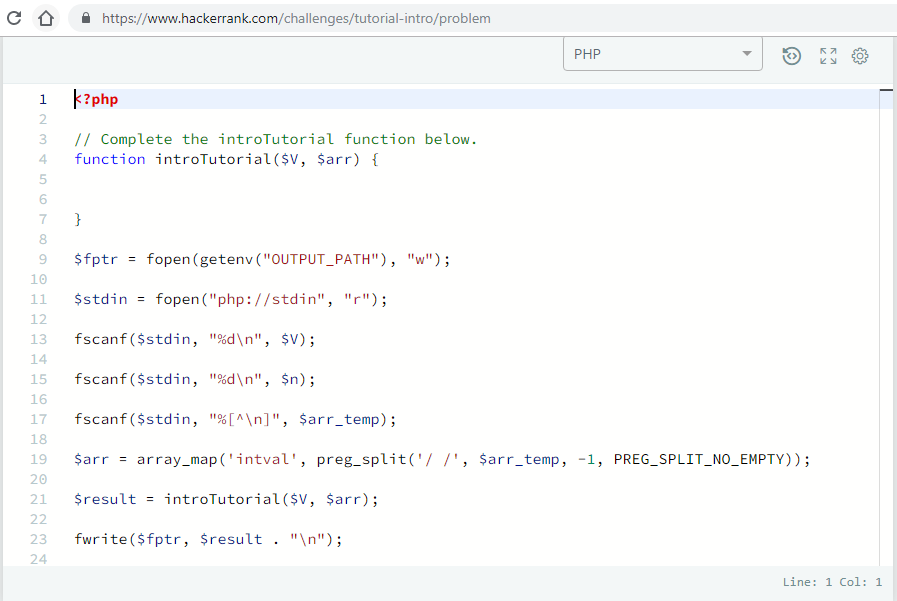 https://www.hackerrank.com/challenges/tutorial-intro/problem
PHP
1 <?php
2
3 // Complete the introTutorial function below.
4 function introTutorial($V, $arr) {
5
6
7 }
8
9 $fptr = fopen(getenv("OUTPUT_PATH"), "w");
10
11 $stdin = fopen("php://stdin", "r");
12
13 fscanf($stdin, "%d\n", $V);
14
15 fscanf($stdin, "%d\n", $n);
16
17 fscanf($stdin, "%[^\n]", $arr_temp);
18
19 $arr = array_map('intval', preg_split('/ /', $arr_temp, -1, PREG_SPLIT_NO_EMPTY));
20
21 $result = introTutorial($V, $arr);
22
23 fwrite($fptr, $result . "\n");
24
Line: 1 Col: 1